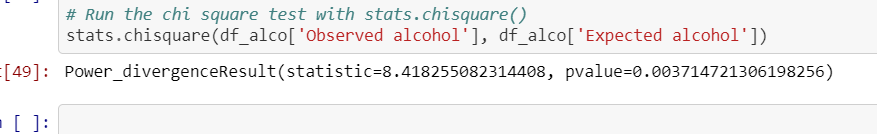 # Run the chi square test with stats.chisquare()
stats.chisquare(df_alco['Observed alcohol'], df_alco['Expected alcohol'])
t[49]: Power_divergenceResult(statistic=8.418255082314408, pvalue=0.003714721306198256)
n [ ]: